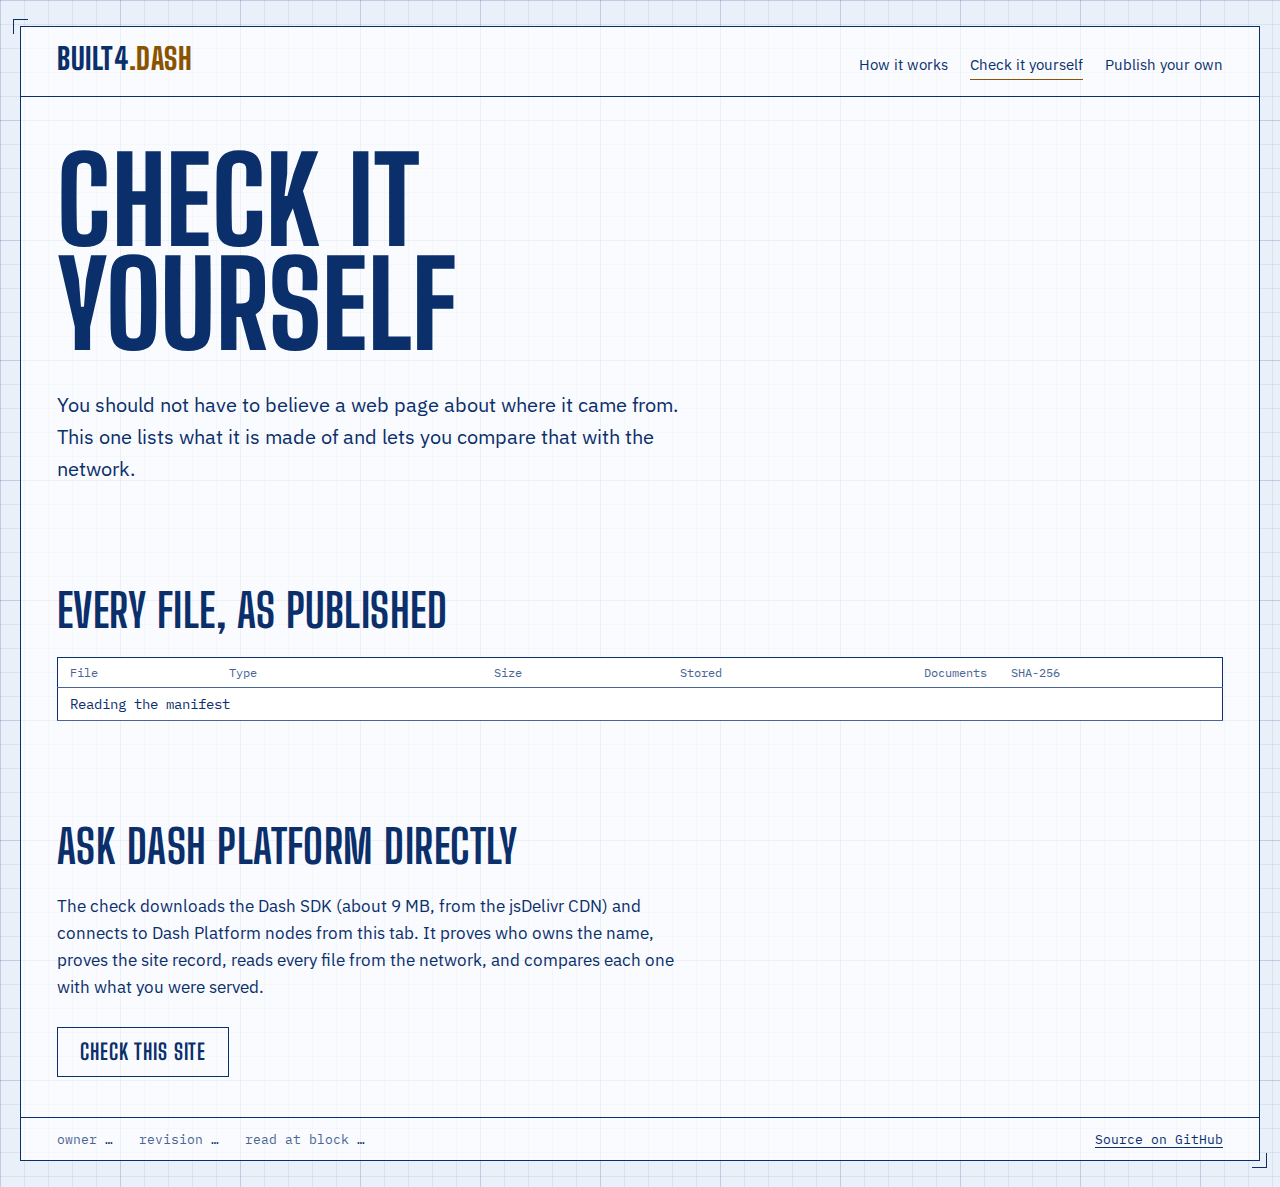 BUILT4.DASH
How it works Check it yourself Publish your own
CHECK IT
YOURSELF
You should not have to believe a web page about where it came from.
This one lists what it is made of and lets you compare that with the
network.
EVERY FILE, AS PUBLISHED
File Type Size Stored Documents SHA-256
Reading the manifest
ASK DASH PLATFORM DIRECTLY
The check downloads the Dash SDK (about 9 MB, from the jsDelivr CDN) and
connects to Dash Platform nodes from this tab. It proves who owns the name,
proves the site record, reads every file from the network, and compares each one
with what you were served.
CHECK THIS SITE
owner … revision … read at block … Source on GitHub